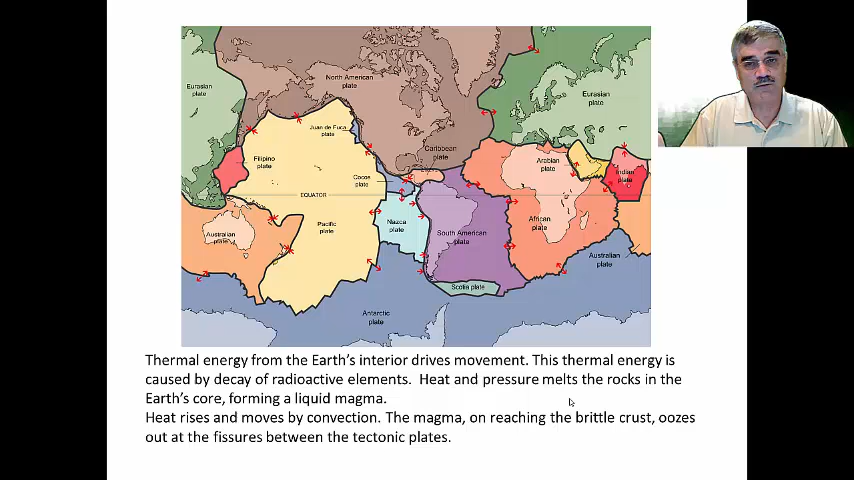 North American
plate
Eurasian
plate
Eurasian
plate
Juan de Fuca
plate
Caribbean
plate
Filipino
plate
Arabian
plate
Indian
plate
Cocos
plate
EQUATOR
Pacific
plate
Nazca
plate
South American
plate
African
plate
Australian
plate
Australian
plate
Scotia plate
Antarctic
plate
Thermal energy from the Earth's interior drives movement. This thermal energy is
caused by decay of radioactive elements.  Heat and pressure melts the rocks in the
Earth's core, forming a liquid magma.
Heat rises and moves by convection. The magma, on reaching the brittle crust, oozes
out at the fissures between the tectonic plates.